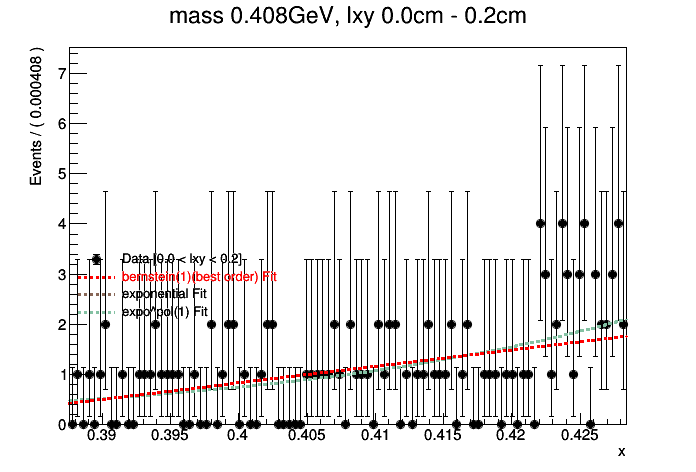 mass 0.408GeV, lxy 0.0cm - 0.2cm
Events / ( 0.000408 )
7
6
5
4
3
2
1
0
Data [0.0 < lxy < 0.2]
bernstein(1)(best order) Fit
exponential Fit
expo*pol(1) Fit
0.39 0.395 0.4 0.405 0.41 0.415 0.42 0.425
x